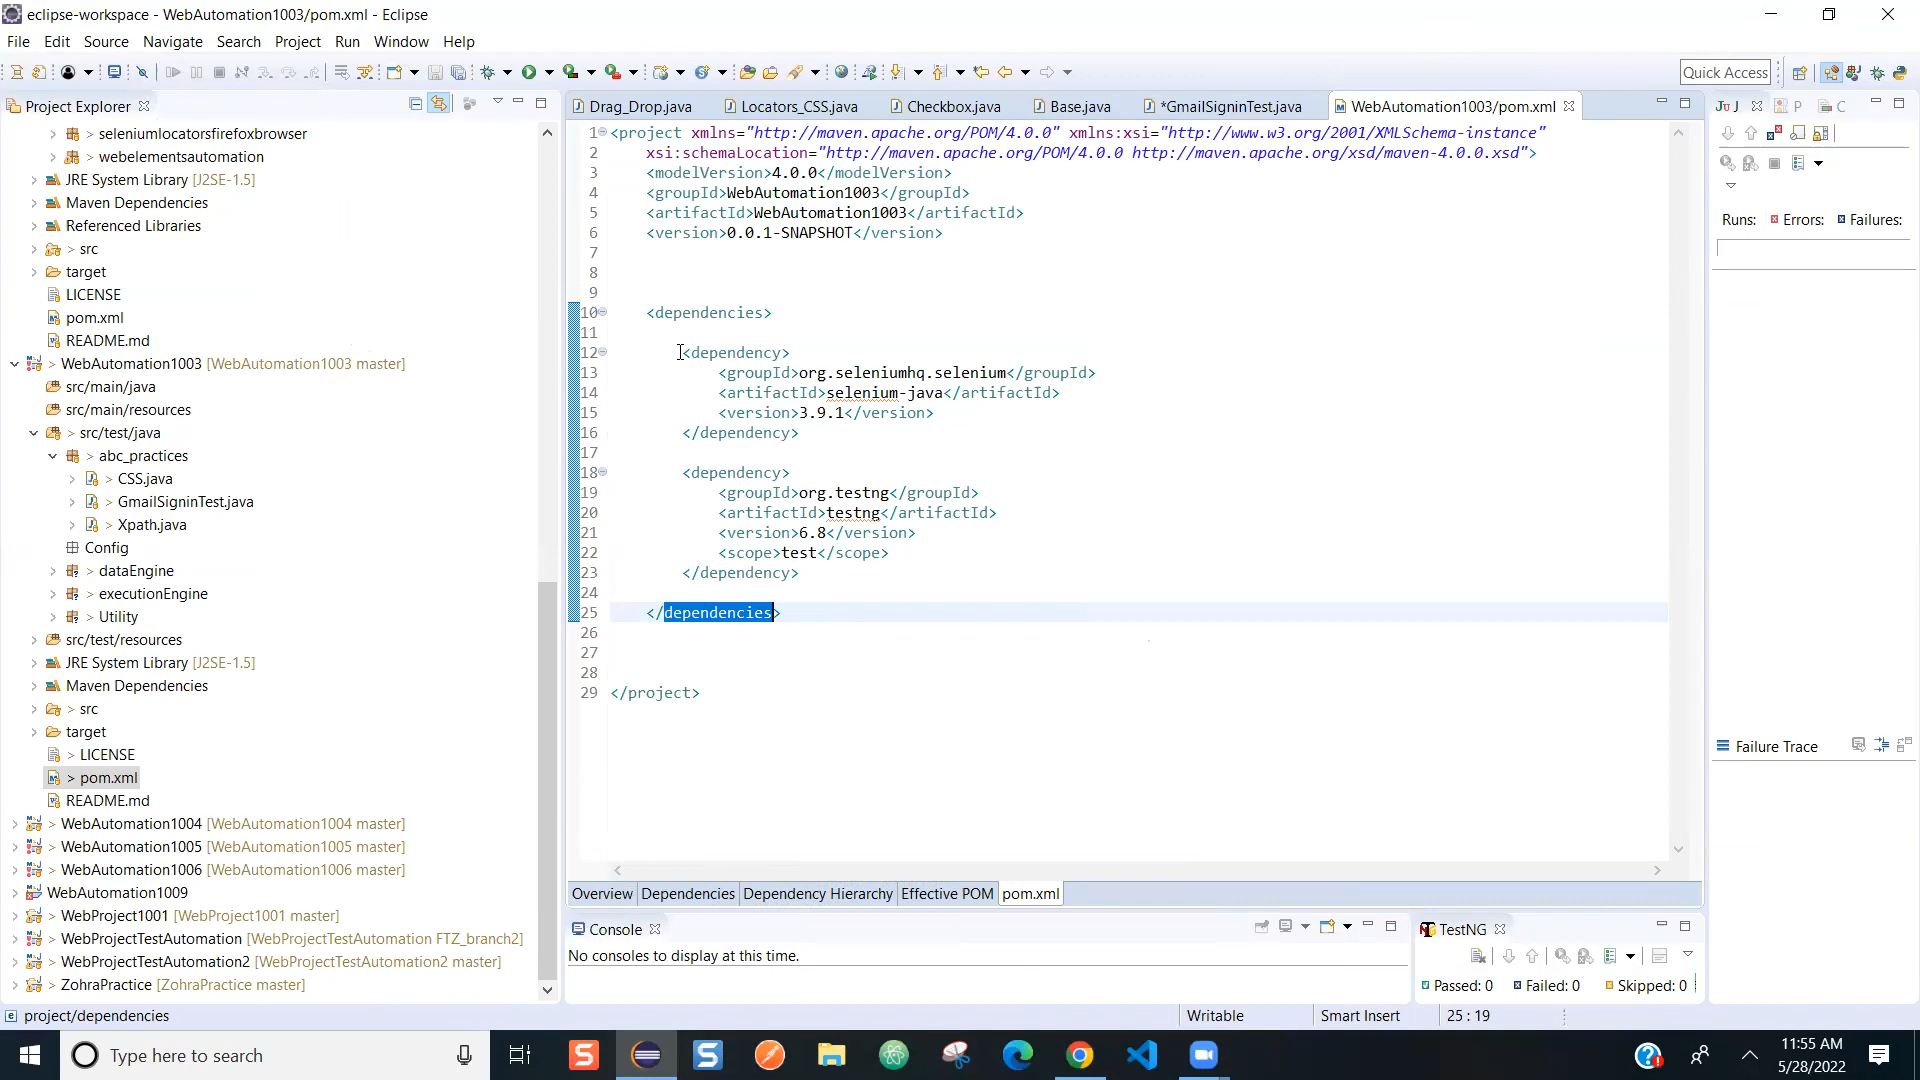 eclipse-workspace - WebAutomation1003/pom.xml - Eclipse
File Edit Source Navigate Search Project Run Window Help
Quick Access
Project Explorer
> seleniumlocatorsfirefoxbrowser
> webelementsautomation
JRE System Library [J2SE-1.5]
Maven Dependencies
Referenced Libraries
> src
target
LICENSE
pom.xml
README.md
> WebAutomation1003 [WebAutomation1003 master]
src/main/java
src/main/resources
> src/test/java
> abc_practices
> CSS.java
> GmailSigninTest.java
> Xpath.java
Config
> dataEngine
> executionEngine
> Utility
src/test/resources
JRE System Library [J2SE-1.5]
Maven Dependencies
> src
target
> LICENSE
> pom.xml
README.md
> WebAutomation1004 [WebAutomation1004 master]
> WebAutomation1005 [WebAutomation1005 master]
> WebAutomation1006 [WebAutomation1006 master]
WebAutomation1009
> WebProject1001 [WebProject1001 master]
> WebProjectTestAutomation [WebProjectTestAutomation FTZ_branch2]
> WebProjectTestAutomation2 [WebProjectTestAutomation2 master]
> ZohraPractice [ZohraPractice master]
Drag_Drop.java Locators_CSS.java Checkbox.java Base.java *GmailSigninTest.java WebAutomation1003/pom.xml
1 <project xmlns="http://maven.apache.org/POM/4.0.0" xmlns:xsi="http://www.w3.org/2001/XMLSchema-instance"
2 xsi:schemaLocation="http://maven.apache.org/POM/4.0.0 http://maven.apache.org/xsd/maven-4.0.0.xsd">
3 <modelVersion>4.0.0</modelVersion>
4 <groupId>WebAutomation1003</groupId>
5 <artifactId>WebAutomation1003</artifactId>
6 <version>0.0.1-SNAPSHOT</version>
7
8
9
10 <dependencies>
11
12 <dependency>
13 <groupId>org.seleniumhq.selenium</groupId>
14 <artifactId>selenium-java</artifactId>
15 <version>3.9.1</version>
16 </dependency>
17
18 <dependency>
19 <groupId>org.testng</groupId>
20 <artifactId>testng</artifactId>
21 <version>6.8</version>
22 <scope>test</scope>
23 </dependency>
24
25 </dependencies>
26
27
28
29 </project>
Overview Dependencies Dependency Hierarchy Effective POM pom.xml
Console
No consoles to display at this time.
TestNG
Passed: 0 Failed: 0 Skipped: 0
JU J P C
Runs: Errors: Failures:
Failure Trace
project/dependencies
Writable Smart Insert 25 : 19
Type here to search
11:55 AM
5/28/2022